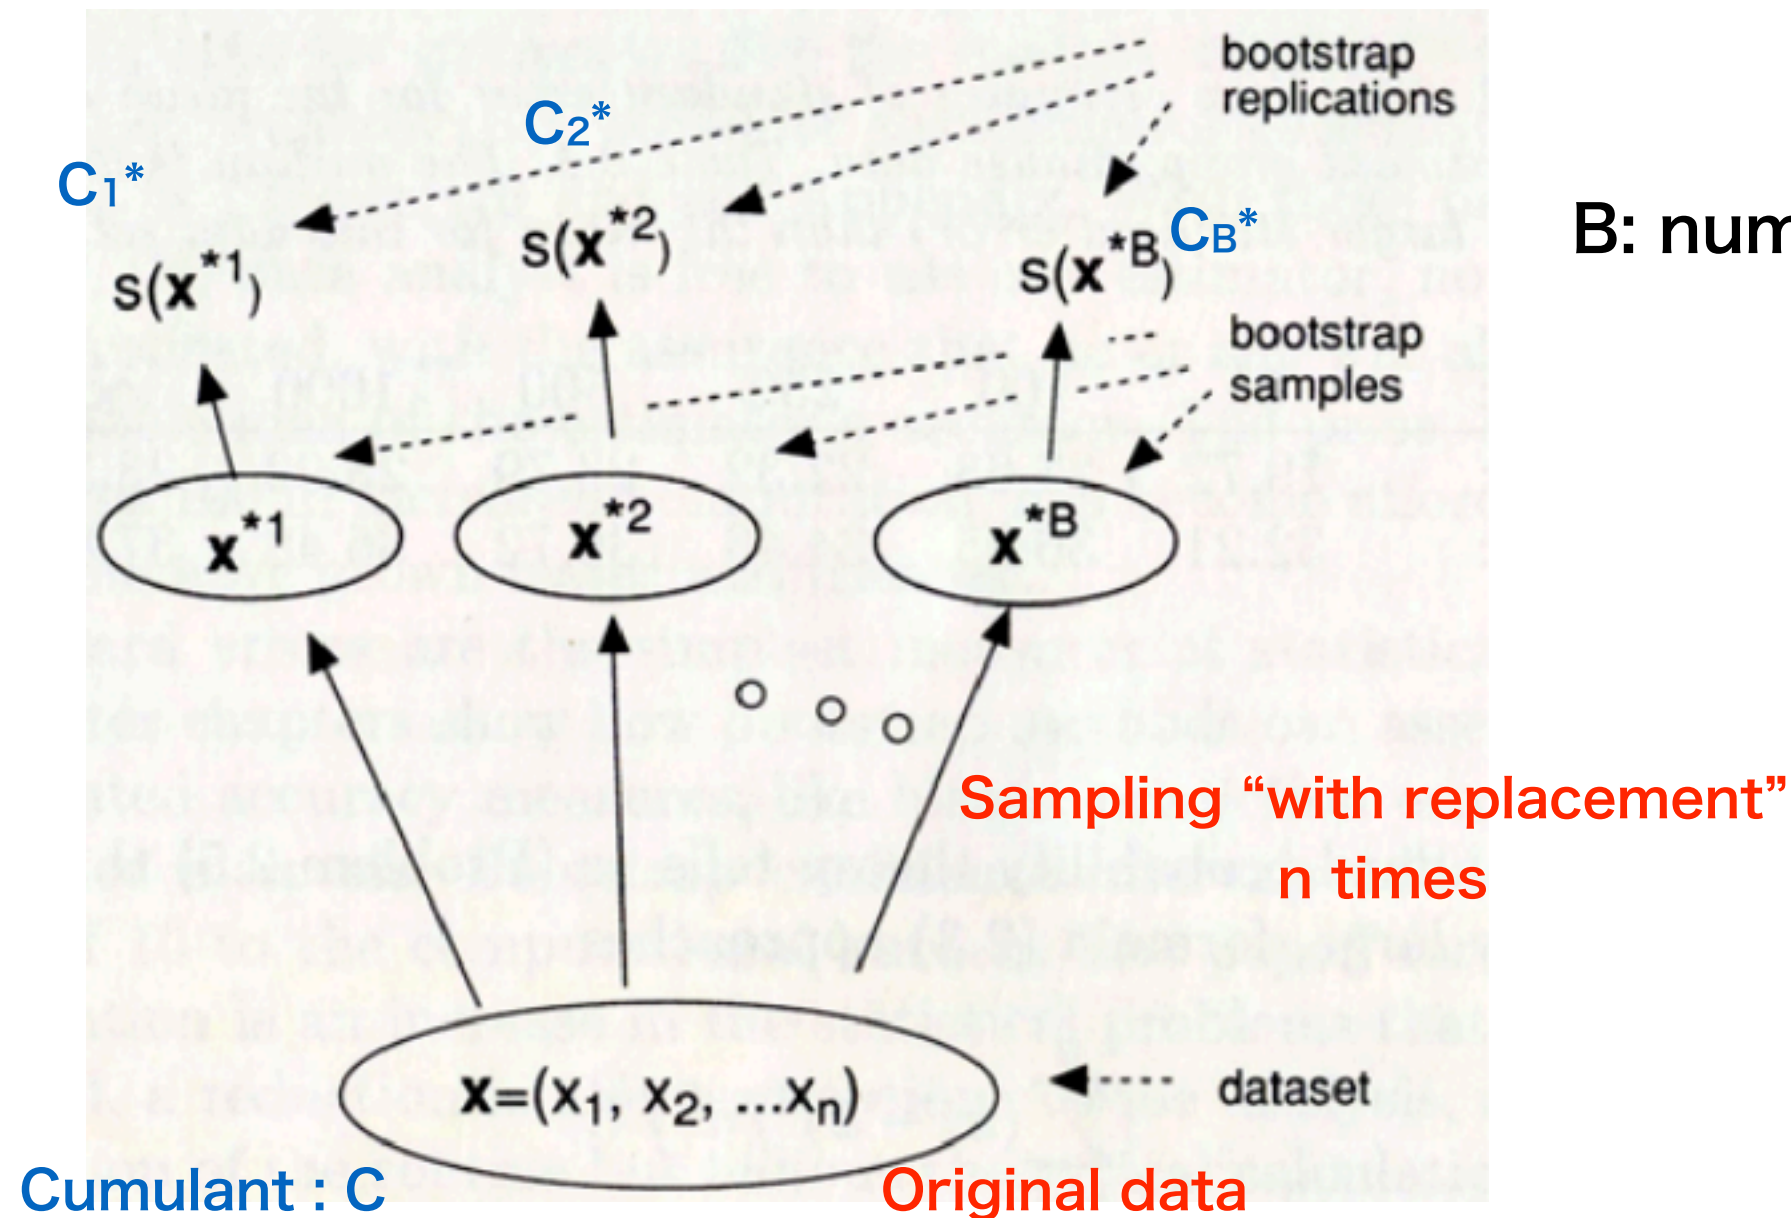 bootstrap
replications
C2*
C1*
CB*
B: num
s(x*1)
s(x*2)
s(x*B)
bootstrap
samples
x*1
x*2
x*B
Sampling “with replacement”
n times
x=(x1, x2, ...xn)
dataset
Cumulant : C
Original data